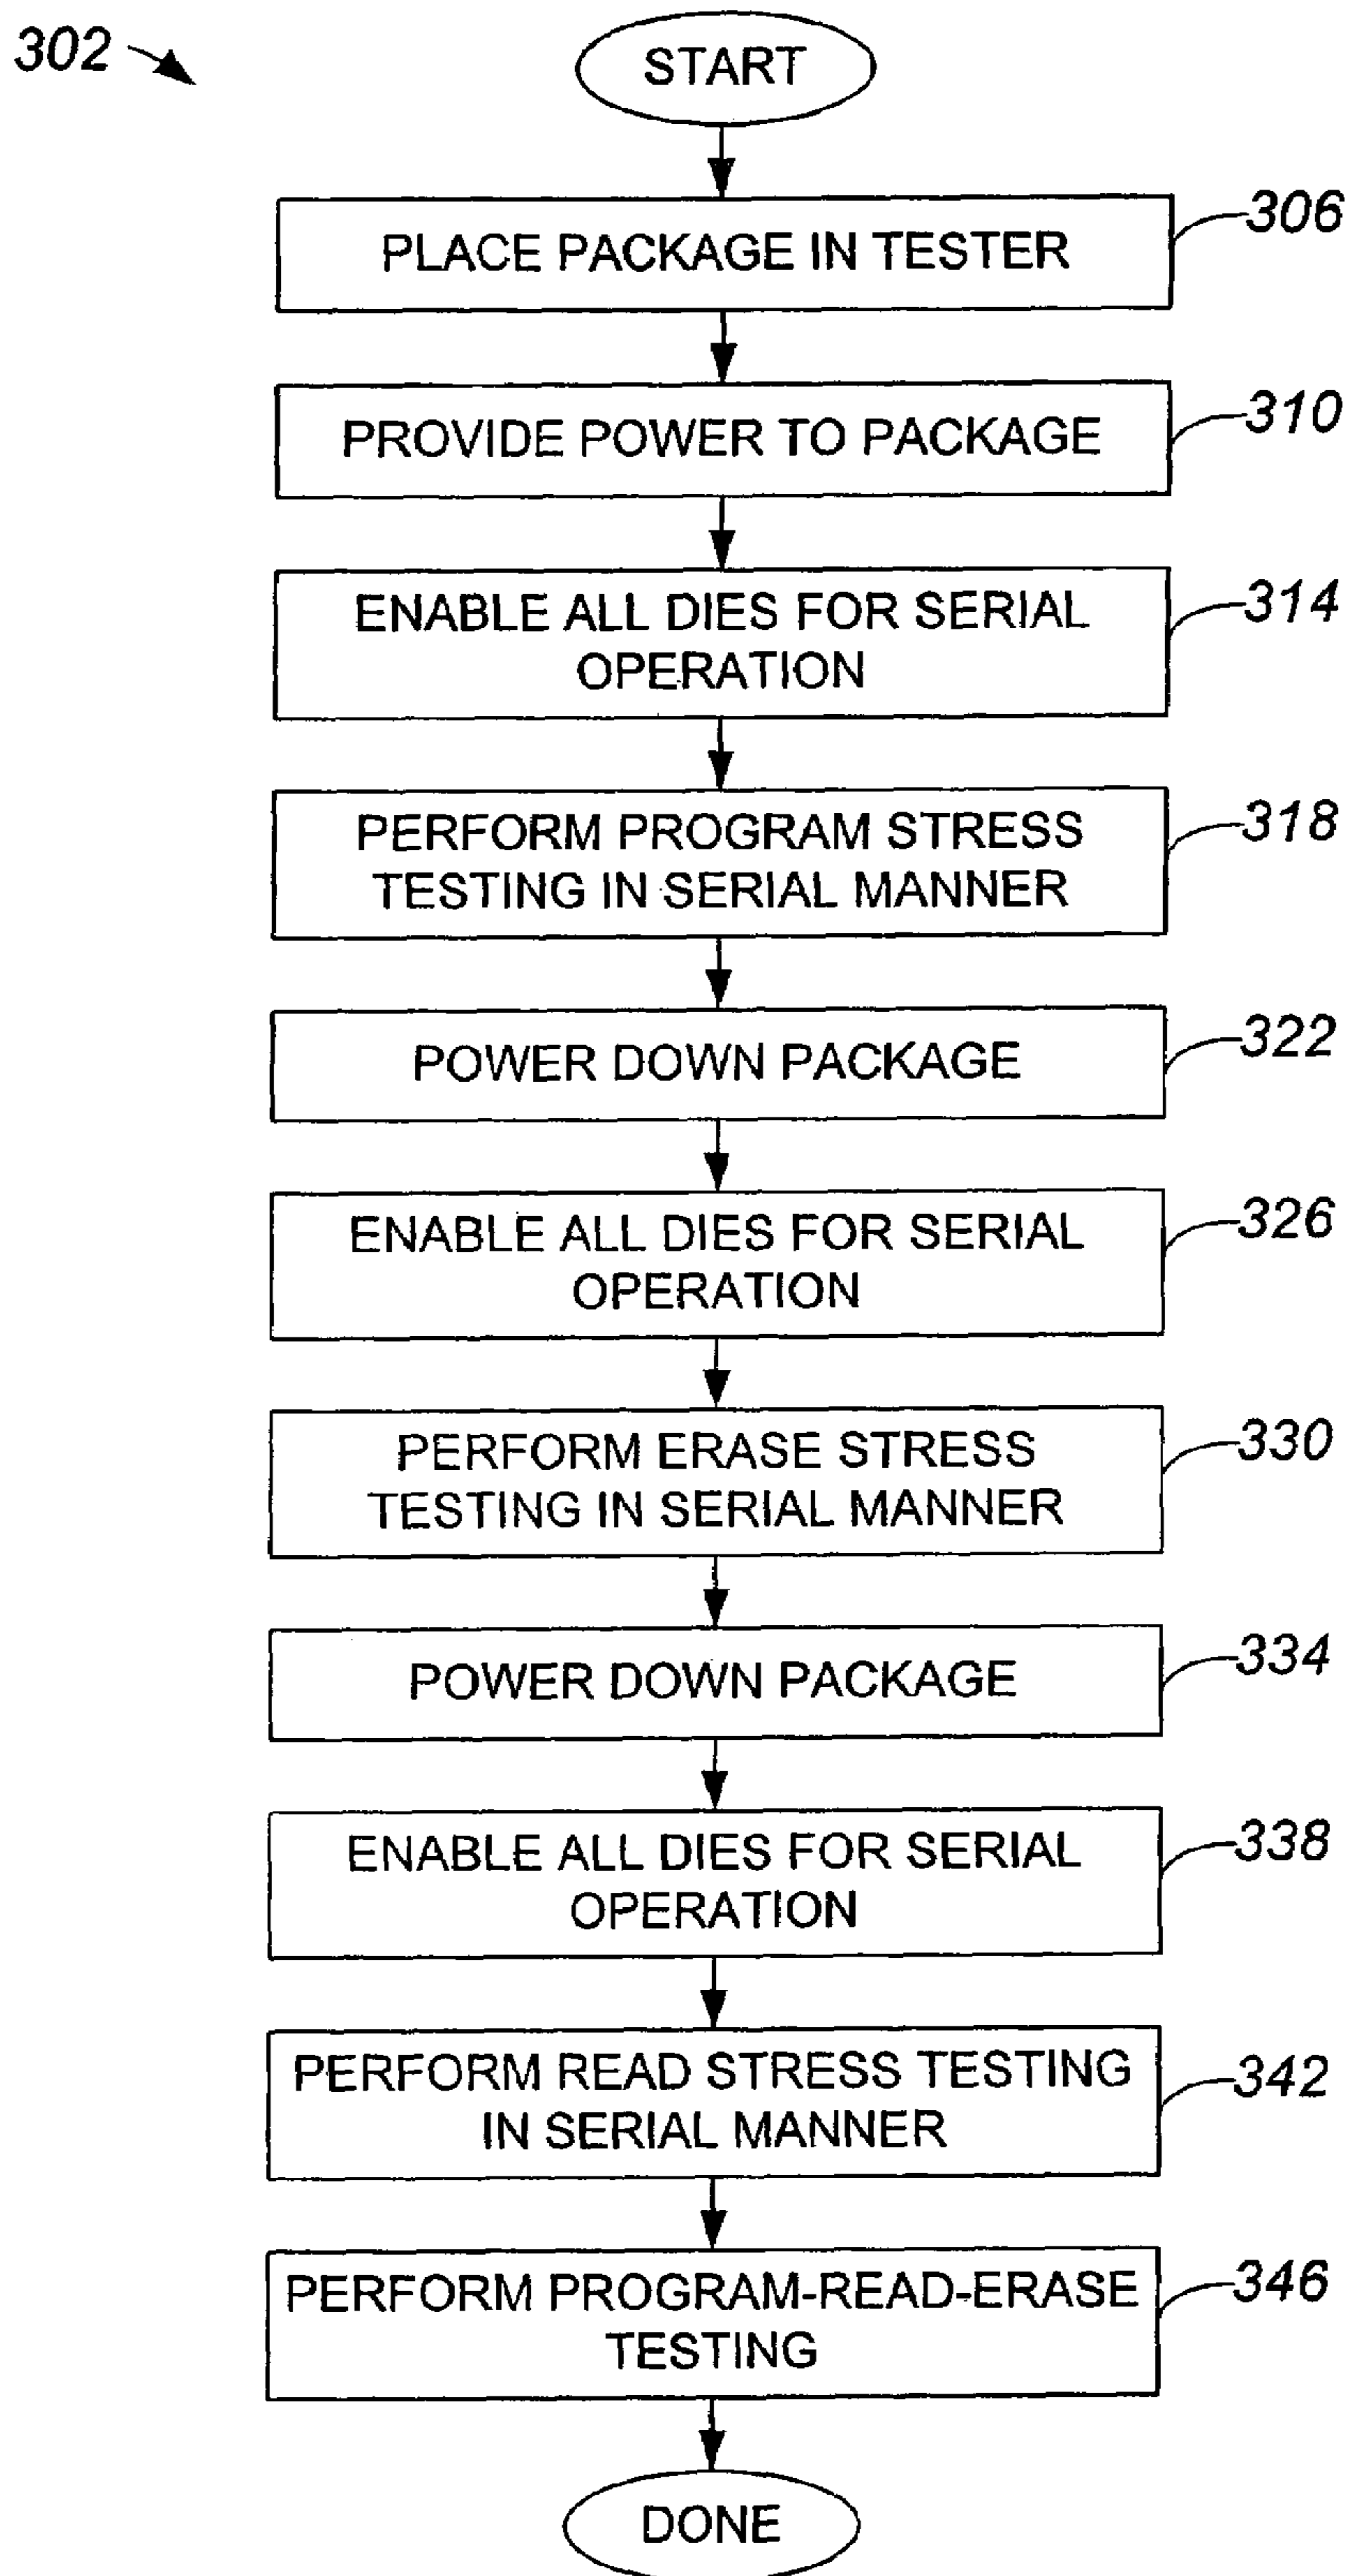 302
START
PLACE PACKAGE IN TESTER
306
PROVIDE POWER TO PACKAGE
310
ENABLE ALL DIES FOR SERIAL
OPERATION
314
PERFORM PROGRAM STRESS
TESTING IN SERIAL MANNER
318
POWER DOWN PACKAGE
322
ENABLE ALL DIES FOR SERIAL
OPERATION
326
PERFORM ERASE STRESS
TESTING IN SERIAL MANNER
330
POWER DOWN PACKAGE
334
ENABLE ALL DIES FOR SERIAL
OPERATION
338
PERFORM READ STRESS TESTING
IN SERIAL MANNER
342
PERFORM PROGRAM-READ-ERASE
TESTING
346
DONE